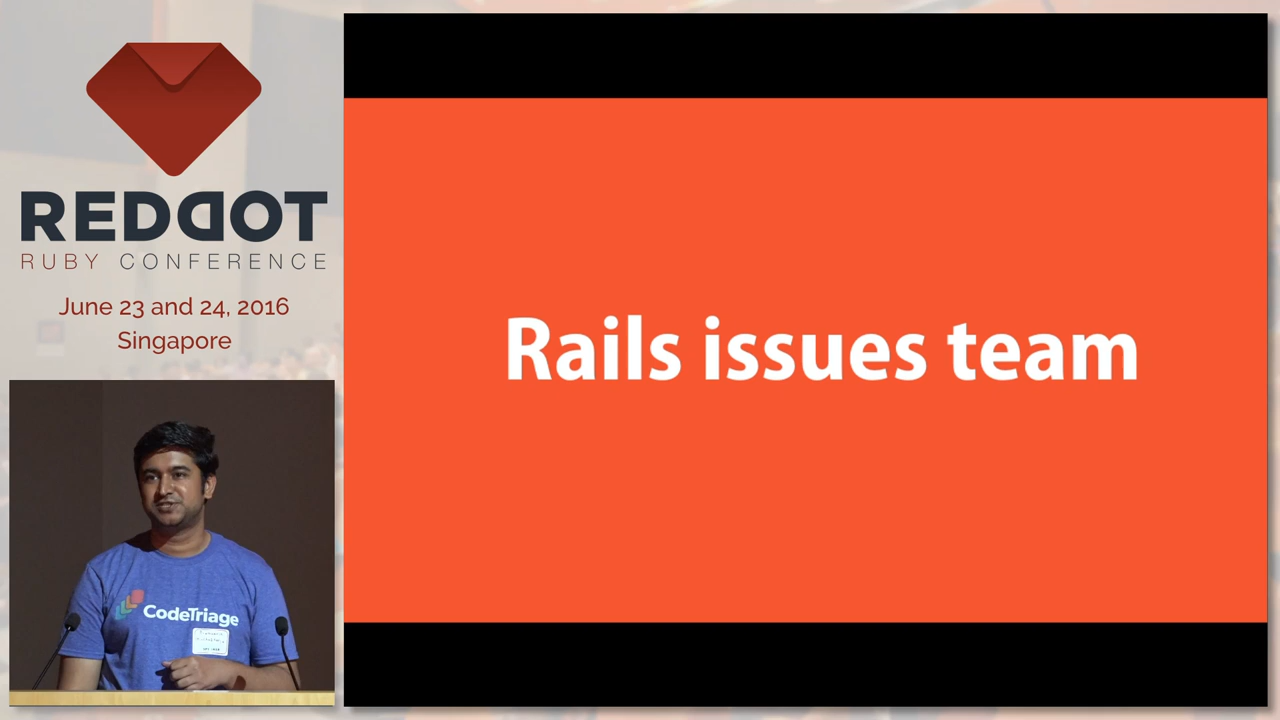 REDDOT
RUBY CONFERENCE
June 23 and 24, 2016
Singapore
CodeTriage
Rails issues team